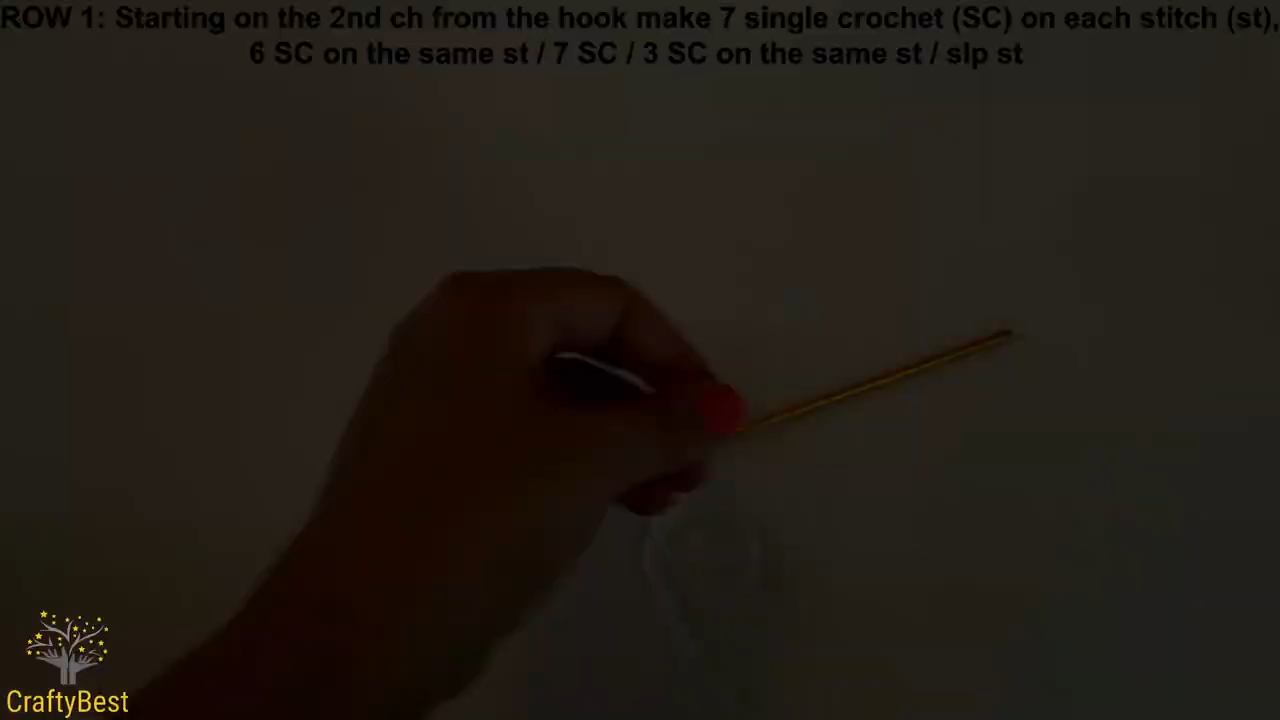 ROW 1: Starting on the 2nd ch from the hook make 7 single crochet (SC) on each stitch (st),
6 SC on the same st / 7 SC / 3 SC on the same st / slp st
CraftyBest